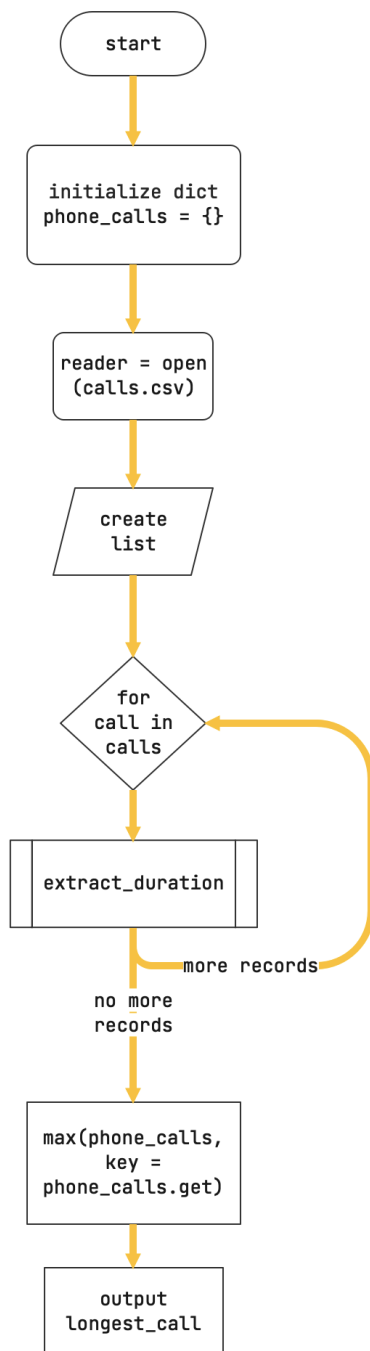 start
initialize dict
phone_calls = {}
reader = open
(calls.csv)
create
list
for
call in
calls
extract_duration
more records
no more
records
max(phone_calls,
key =
phone_calls.get)
output
longest_call